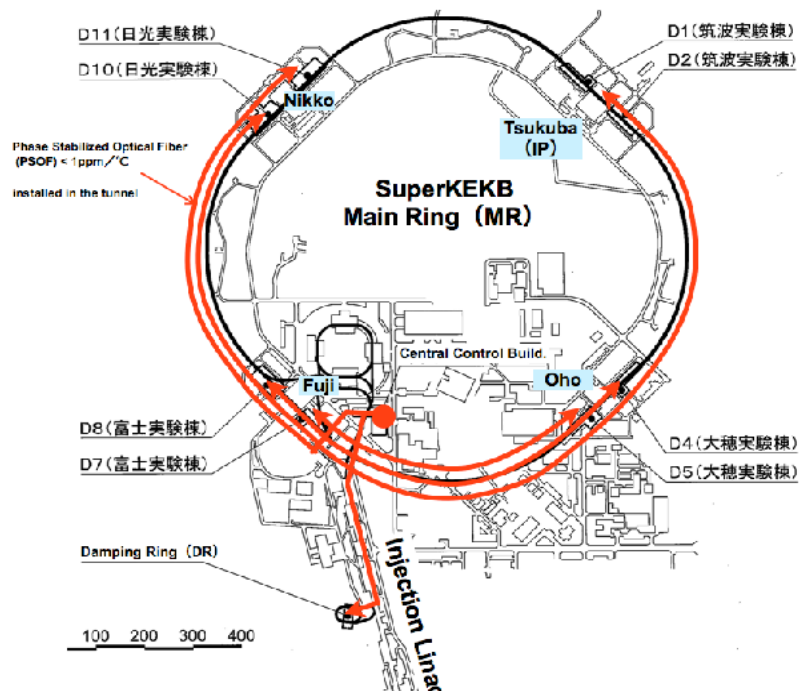 D11(日光実験棟)
D10(日光実験棟)
Nikko
D1(筑波実験棟)
D2(筑波実験棟)
Tsukuba
(IP)
Phase Stabilized Optical Fiber
(PSOF) < 1ppm/℃
installed in the tunnel
SuperKEKB
Main Ring (MR)
Central Control Build.
Fuji
Oho
D8(富士実験棟)
D7(富士実験棟)
D4(大穂実験棟)
D5(大穂実験棟)
Damping Ring (DR)
Injection Linac
100 200 300 400